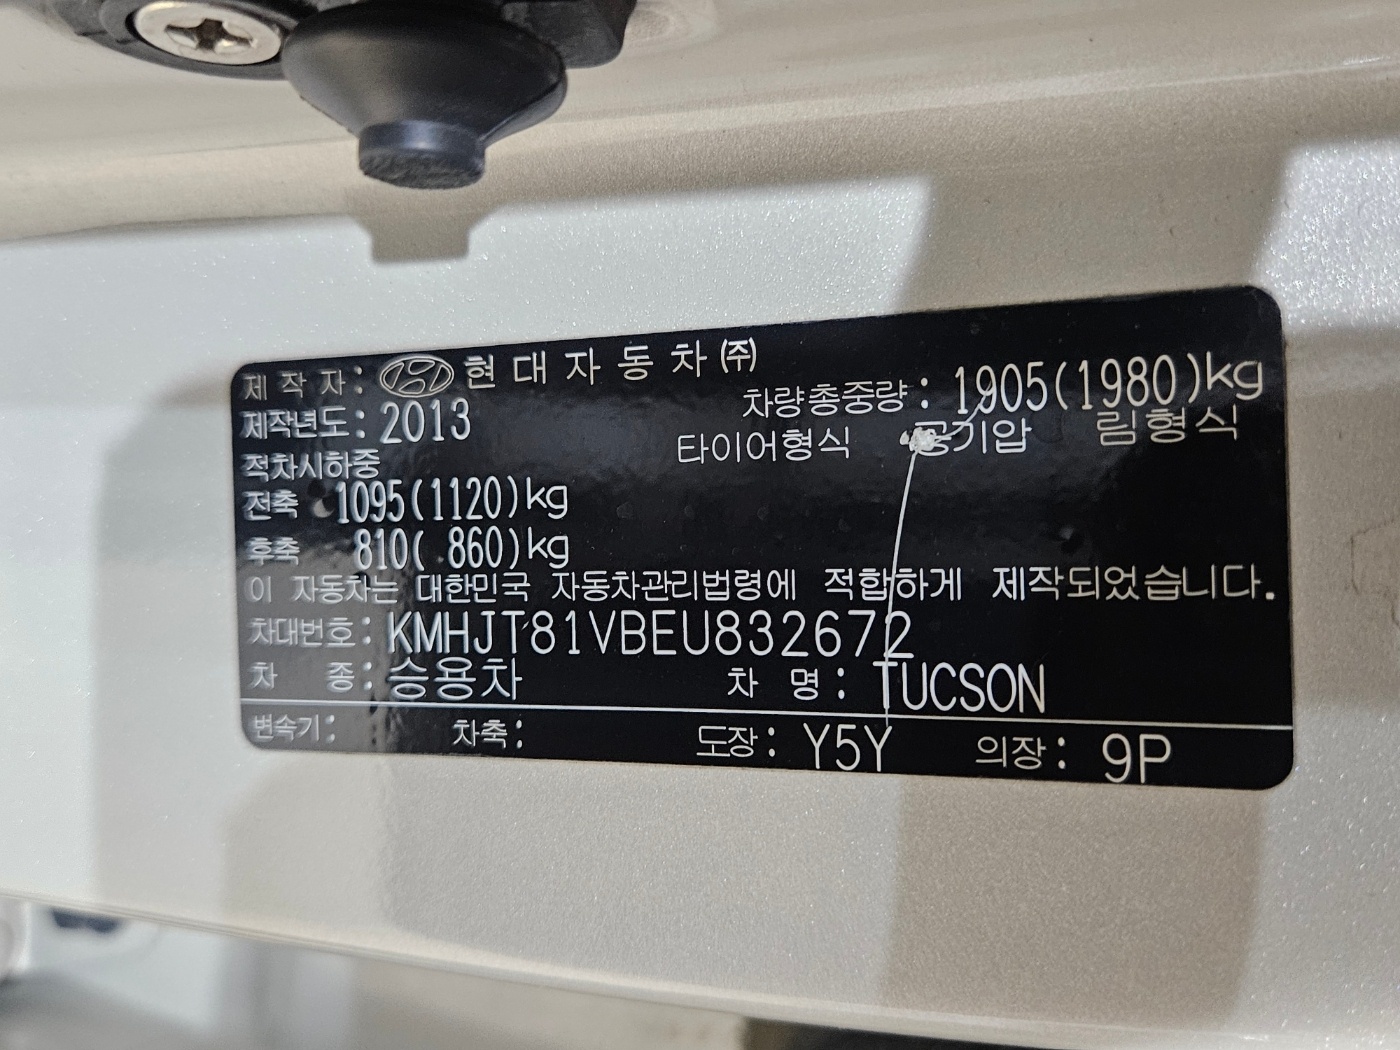 제 작 자: 현대자동차㈜
차량총중량: 1905(1980)kg
제작년도: 2013
타이어형식 공기압 림형식
적차시하중
전축 1095(1120)kg
후축 810( 860)kg
이 자동차는 대한민국 자동차관리법령에 적합하게 제작되었습니다.
차대번호: KMHJT81VBEU832672
차 종: 승용차 차 명: TUCSON
변속기: 차축: 도장: Y5Y 의장: 9P